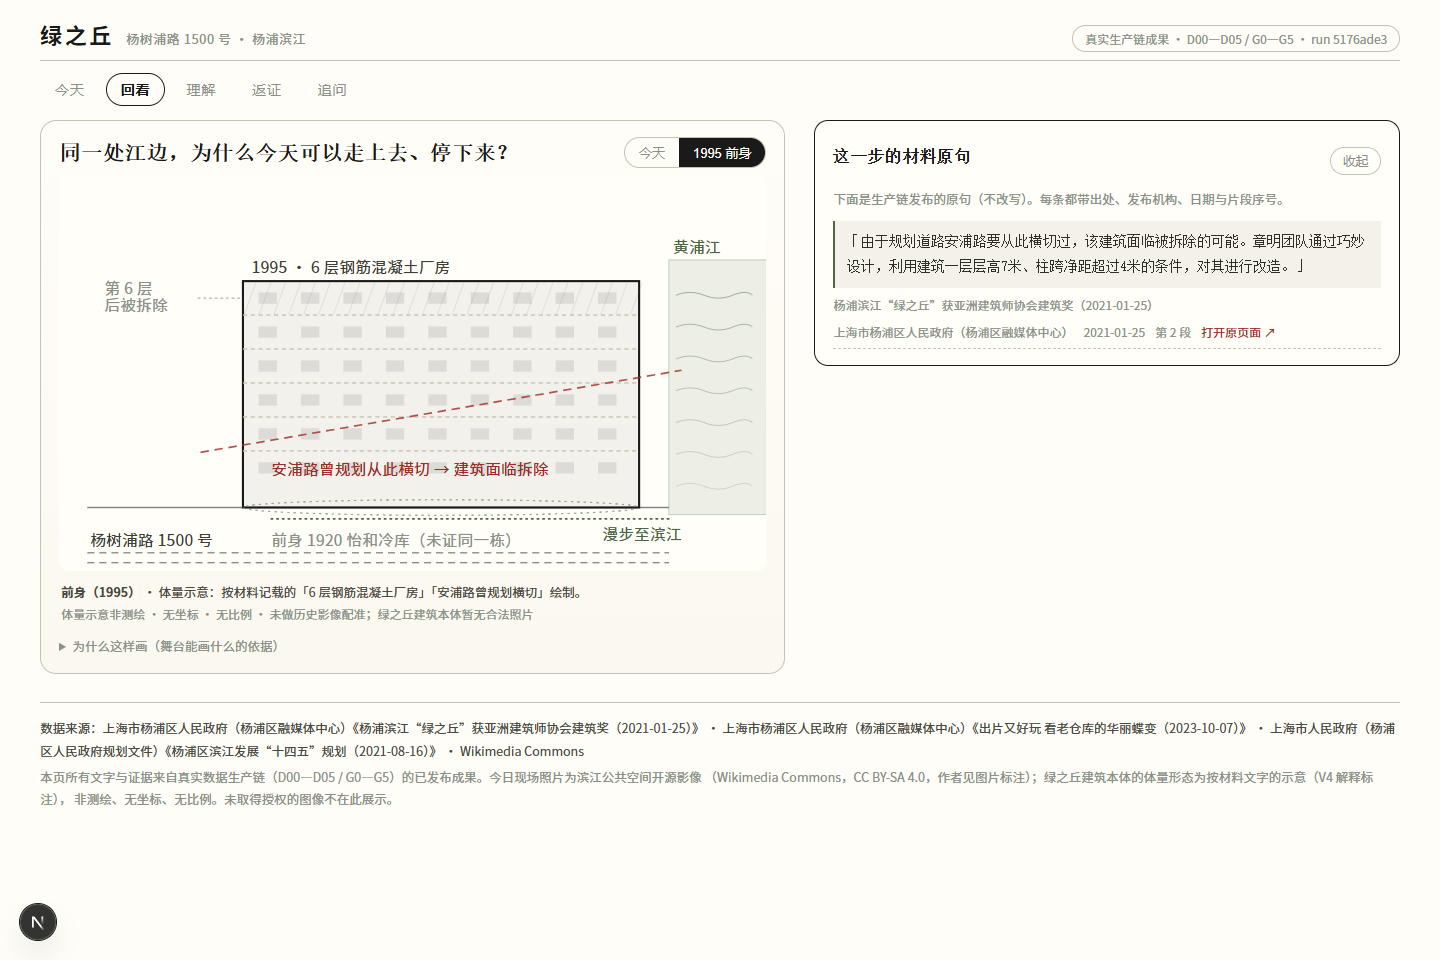 绿之丘 杨树浦路 1500 号 · 杨浦滨江
真实生产链成果 · D00—D05 / G0—G5 · run 5176ade3
今天 回看 理解 返证 追问
同一处江边，为什么今天可以走上去、停下来？
今天 1995 前身
黄浦江
1995 · 6 层钢筋混凝土厂房
第 6 层
后被拆除
安浦路曾规划从此横切 → 建筑面临拆除
漫步至滨江
杨树浦路 1500 号
前身 1920 怡和冷库（未证同一栋）
前身（1995） · 体量示意：按材料记载的「6 层钢筋混凝土厂房」「安浦路曾规划横切」绘制。
体量示意非测绘 · 无坐标 · 无比例 · 未做历史影像配准；绿之丘建筑本体暂无合法照片
▶ 为什么这样画（舞台能画什么的依据）
这一步的材料原句
收起
下面是生产链发布的原句（不改写）。每条都带出处、发布机构、日期与片段序号。
「 由于规划道路安浦路要从此横切过，该建筑面临被拆除的可能。章明团队通过巧妙
设计，利用建筑一层层高7米、柱跨净距超过4米的条件，对其进行改造。 」
杨浦滨江“绿之丘”获亚洲建筑师协会建筑奖（2021-01-25）
上海市杨浦区人民政府（杨浦区融媒体中心） 2021-01-25 第 2 段 打开原页面 ↗
数据来源：上海市杨浦区人民政府（杨浦区融媒体中心）《杨浦滨江“绿之丘”获亚洲建筑师协会建筑奖（2021-01-25）》 · 上海市杨浦区人民政府（杨浦区融媒体中心）《出片又好玩 看老仓库的华丽蝶变（2023-10-07）》 · 上海市人民政府（杨浦
区人民政府规划文件）《杨浦区滨江发展“十四五”规划（2021-08-16）》 · Wikimedia Commons
本页所有文字与证据来自真实数据生产链（D00—D05 / G0—G5）的已发布成果。今日现场照片为滨江公共空间开源影像 （Wikimedia Commons，CC BY-SA 4.0，作者见图片标注）；绿之丘建筑本体的体量形态为按材料文字的示意（V4 解释标
注）， 非测绘、无坐标、无比例。未取得授权的图像不在此展示。
N